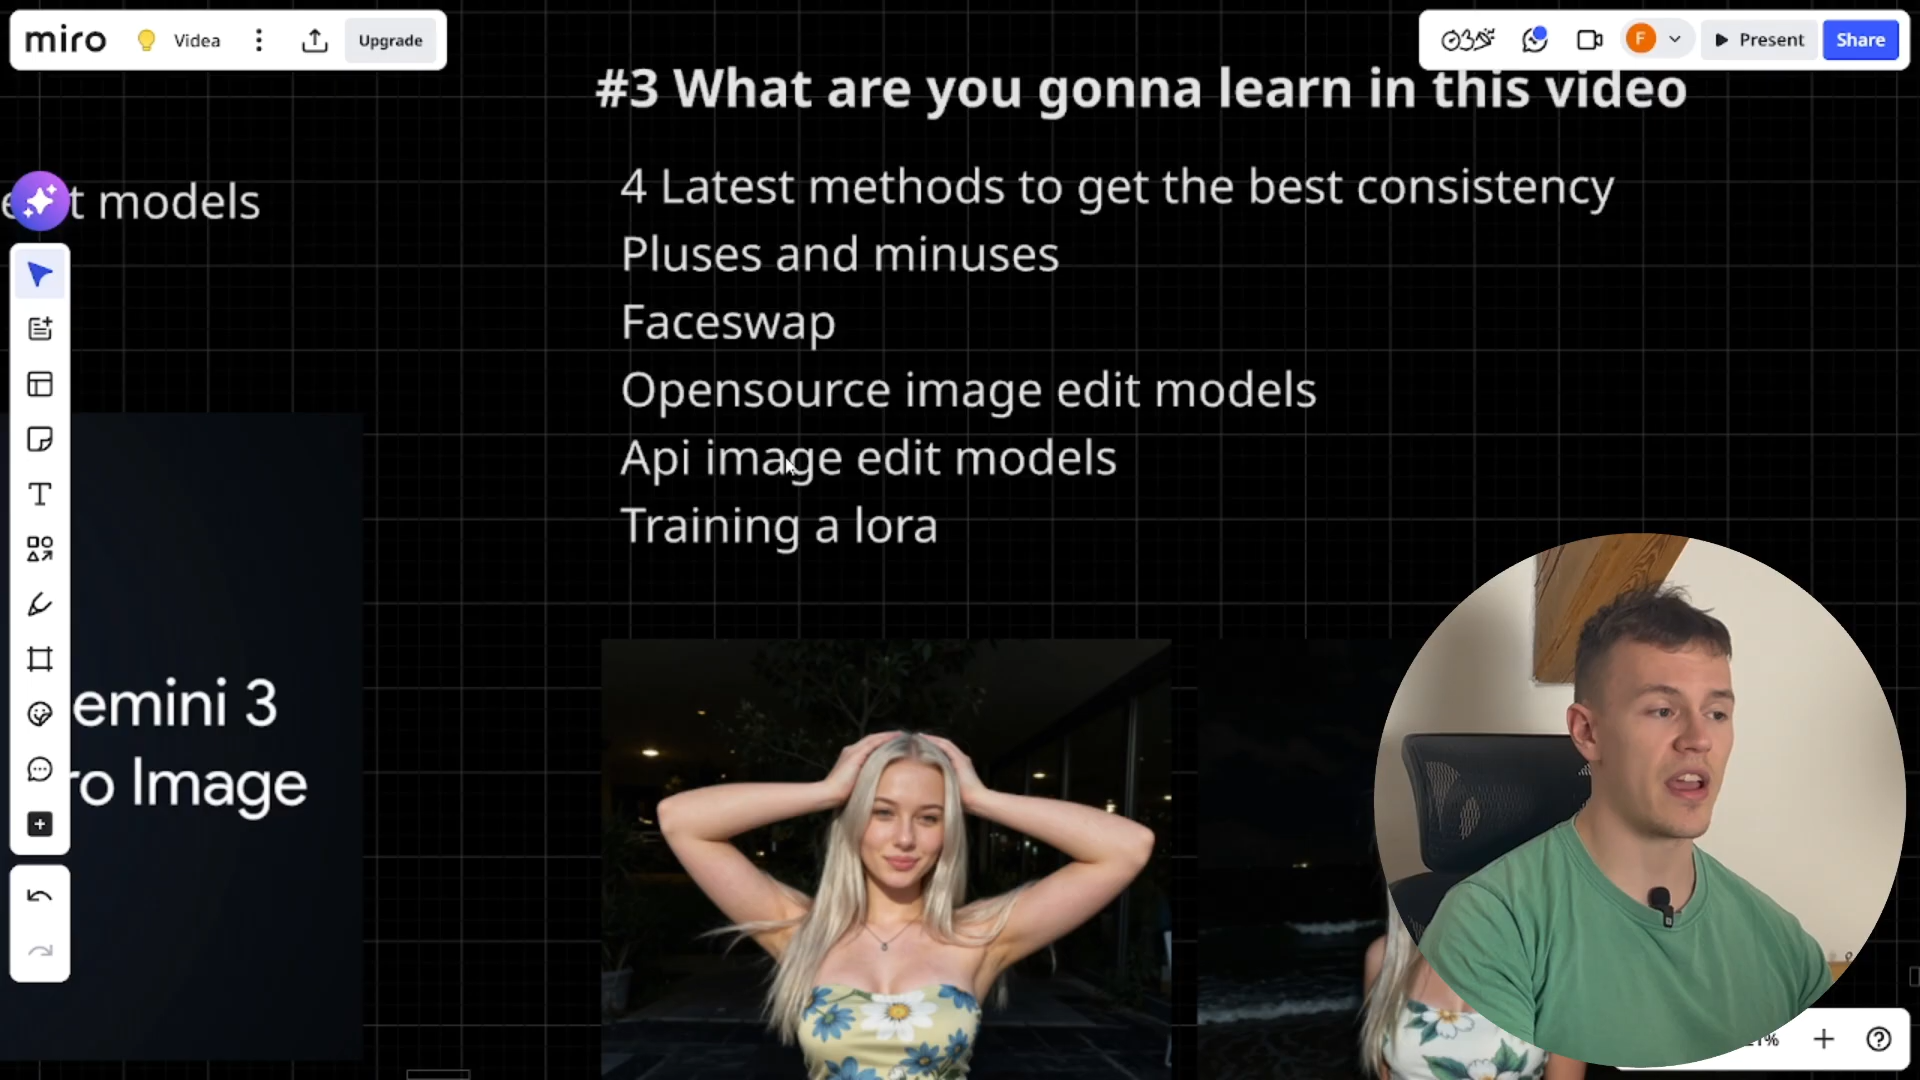 miro
Videa
Upgrade
F
Present
Share
#3 What are you gonna learn in this video
4 Latest methods to get the best consistency
Pluses and minuses
Faceswap
Opensource image edit models
Api image edit models
Training a lora
t models
emini 3
ro Image